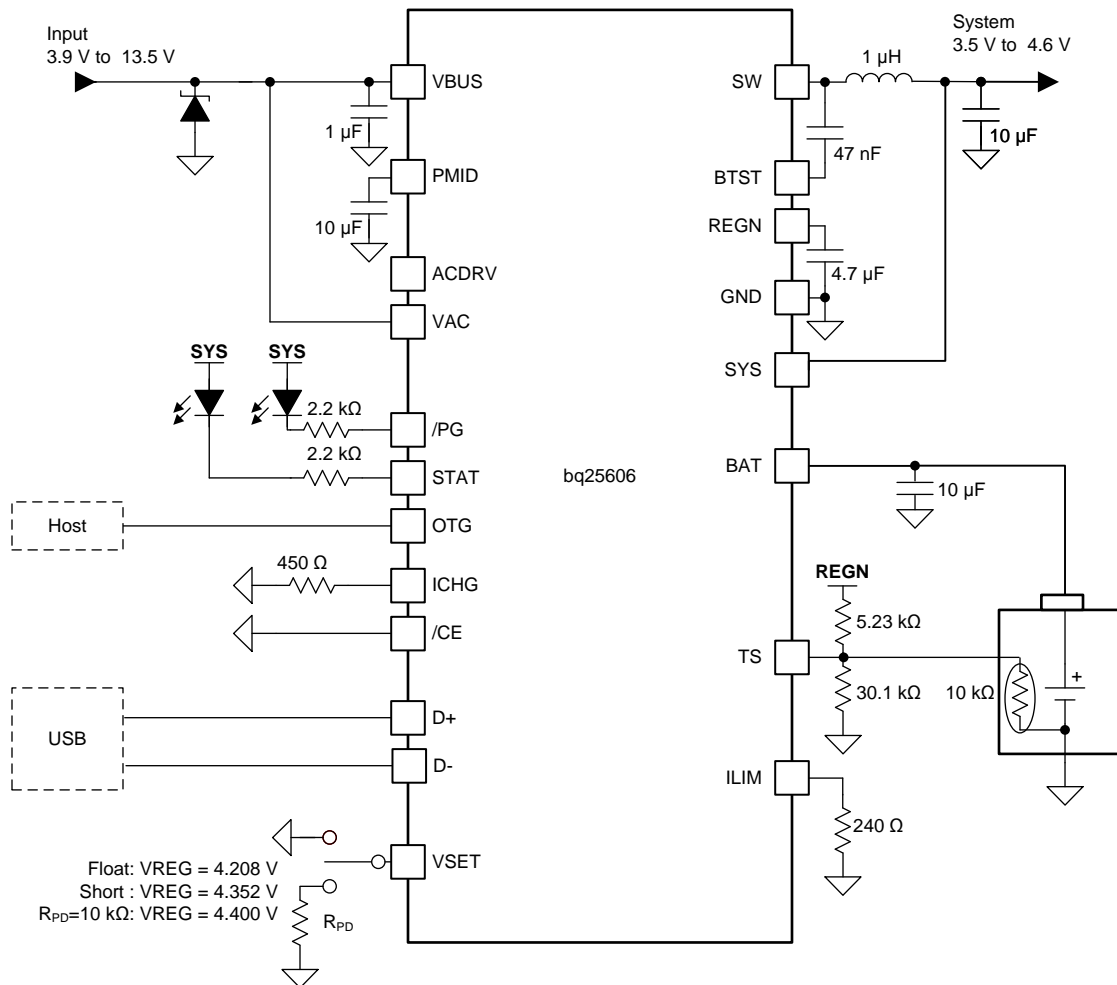 Input
3.9 V to 13.5 V
System
3.5 V to 4.6 V
1 µH
VBUS
SW
1 µF
10 µF
47 nF
PMID
BTST
10 µF
REGN
4.7 µF
ACDRV
GND
VAC
SYS
SYS
SYS
2.2 kΩ
/PG
2.2 kΩ
STAT
bq25606
BAT
10 µF
Host
OTG
450 Ω
ICHG
REGN
/CE
5.23 kΩ
TS
30.1 kΩ
10 kΩ
+
D+
USB
D-
ILIM
240 Ω
VSET
Float: VREG = 4.208 V
Short : VREG = 4.352 V
RPD=10 kΩ: VREG = 4.400 V
RPD